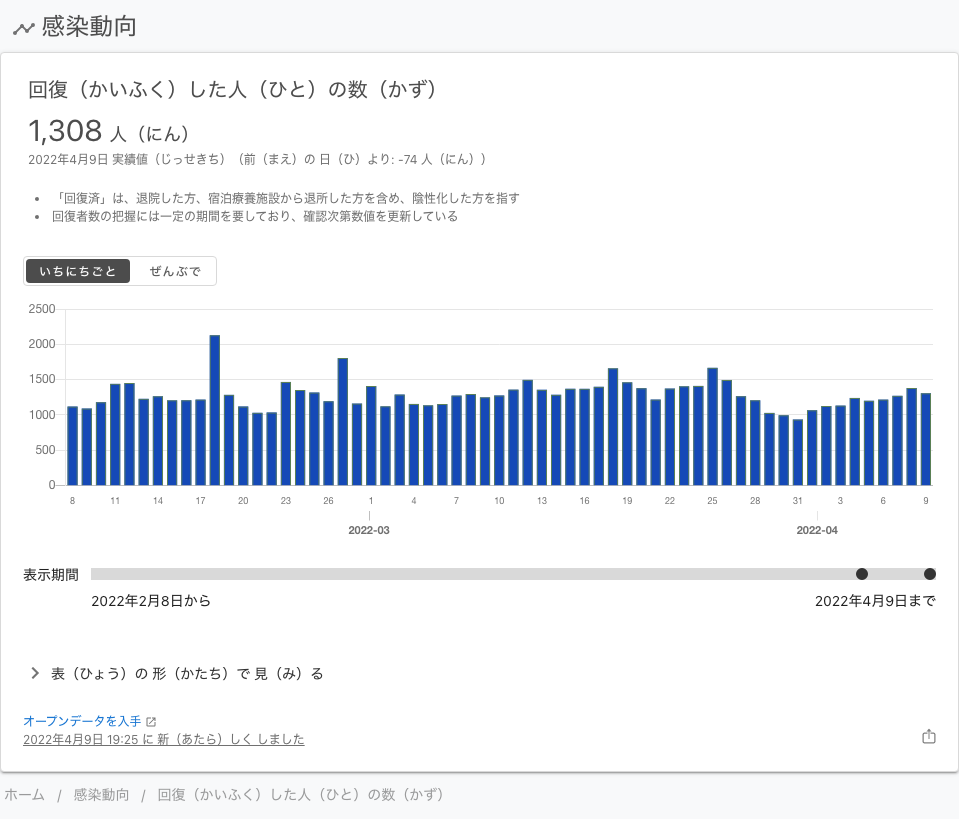 感染動向
回復（かいふく）した人（ひと）の数（かず）
1,308 人（にん）
2022年4月9日 実績値（じっせきち）（前（まえ）の 日（ひ）より: -74 人（にん））
• 「回復済」は、退院した方、宿泊療養施設から退所した方を含め、陰性化した方を指す
• 回復者数の把握には一定の期間を要しており、確認次第数値を更新している
いちにちごと ぜんぶで
2500
2000
1500
1000
500
0
8 11 14 17 20 23 26 1 4 7 10 13 16 19 22 25 28 31 3 6 9
2022-03 2022-04
表示期間
2022年2月8日から 2022年4月9日まで
表（ひょう）の 形（かたち）で 見（み）る
オープンデータを入手
2022年4月9日 19:25 に 新（あたら）しく しました
ホーム / 感染動向 / 回復（かいふく）した人（ひと）の数（かず）